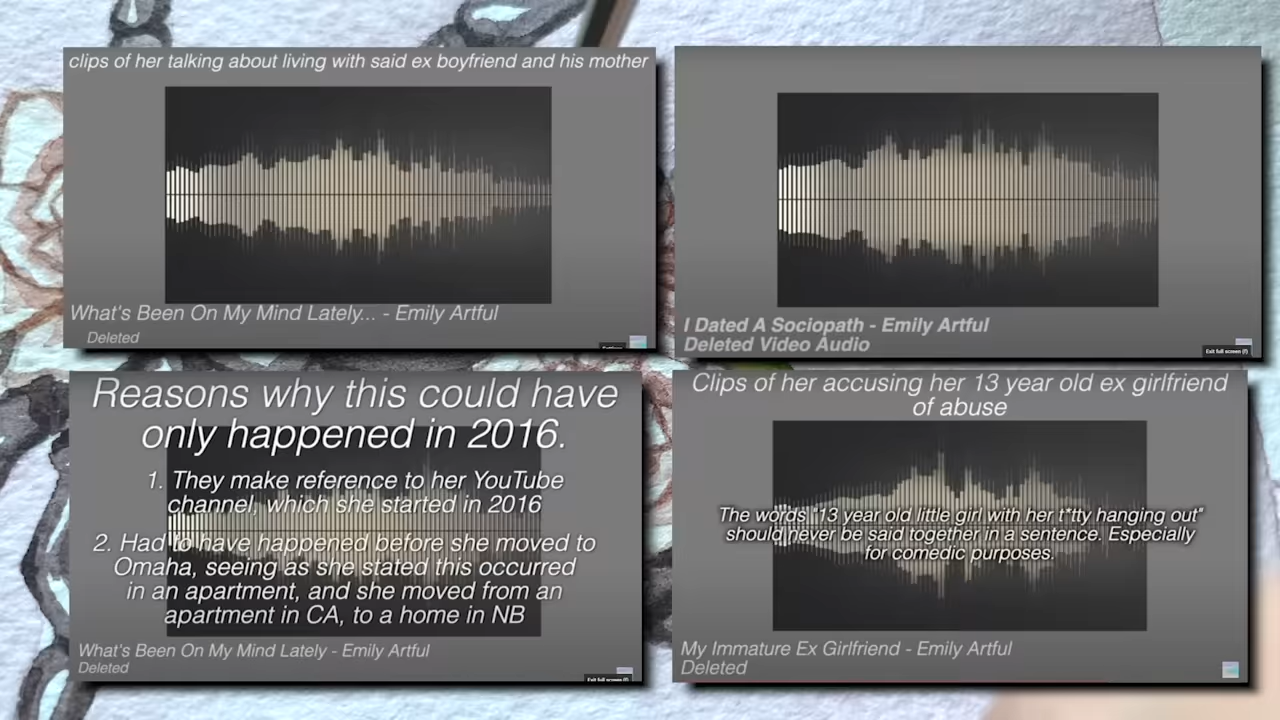 clips of her talking about living with said ex boyfriend and his mother
What's Been On My Mind Lately... - Emily Artful
Deleted
I Dated A Sociopath - Emily Artful
Deleted Video Audio
Exit full screen (f)
Reasons why this could have
only happened in 2016.
1. They make reference to her YouTube
channel, which she started in 2016
2. Had to have happened before she moved to
Omaha, seeing as she stated this occurred
in an apartment, and she moved from an
apartment in CA, to a home in NB
What's Been On My Mind Lately - Emily Artful
Deleted
Exit full screen (f)
Clips of her accusing her 13 year old ex girlfriend
of abuse
The words "13 year old little girl with her t*tty hanging out"
should never be said together in a sentence. Especially
for comedic purposes.
My Immature Ex Girlfriend - Emily Artful
Deleted